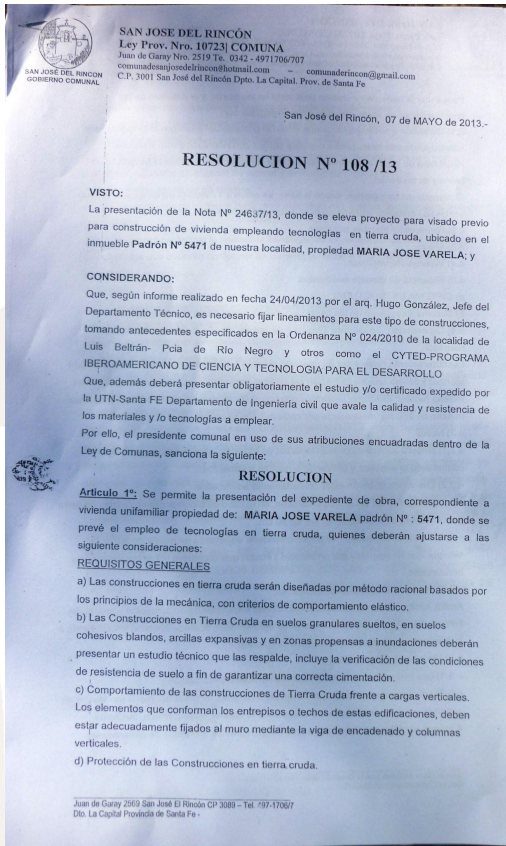 SAN JOSE DEL RINCÓN
Ley Prov. Nro. 10723| COMUNA
Juan de Garay Nro. 2519 Te. 0342 - 4971706/707
comunadesanjosedelrincon@hotmail.com – comunaderincon@gmail.com
C.P. 3001 San José del Rincón Dpto. La Capital. Prov. de Santa Fe
SAN JOSÉ DEL RINCON
GOBIERNO COMUNAL
San José del Rincón, 07 de MAYO de 2013.-
RESOLUCION Nº 108 /13
VISTO:
La presentación de la Nota Nº 24637/13, donde se eleva proyecto para visado previo
para construcción de vivienda empleando tecnologías en tierra cruda, ubicado en el
inmueble Padrón Nº 5471 de nuestra localidad, propiedad MARIA JOSE VARELA; y
CONSIDERANDO:
Que, según informe realizado en fecha 24/04/2013 por el arq. Hugo González, Jefe del
Departamento Técnico, es necesario fijar lineamientos para este tipo de construcciones,
tomando antecedentes especificados en la Ordenanza Nº 024/2010 de la localidad de
Luis Beltrán- Pcia de Río Negro y otros como el CYTED-PROGRAMA
IBEROAMERICANO DE CIENCIA Y TECNOLOGIA PARA EL DESARROLLO
Que, además deberá presentar obligatoriamente el estudio y/o certificado expedido por
la UTN-Santa FE Departamento de Ingeniería civil que avale la calidad y resistencia de
los materiales y /o tecnologías a emplear.
Por ello, el presidente comunal en uso de sus atribuciones encuadradas dentro de la
Ley de Comunas, sanciona la siguiente:
RESOLUCION
Articulo 1º: Se permite la presentación del expediente de obra, correspondiente a
vivienda unifamiliar propiedad de: MARIA JOSE VARELA padrón Nº : 5471, donde se
prevé el empleo de tecnologías en tierra cruda, quienes deberán ajustarse a las
siguiente consideraciones:
REQUISITOS GENERALES
a) Las construcciones en tierra cruda serán diseñadas por método racional basados por
los principios de la mecánica, con criterios de comportamiento elástico.
b) Las Construcciones en Tierra Cruda en suelos granulares sueltos, en suelos
cohesivos blandos, arcillas expansivas y en zonas propensas a inundaciones deberán
presentar un estudio técnico que las respalde, incluye la verificación de las condiciones
de resistencia de suelo a fin de garantizar una correcta cimentación.
c) Comportamiento de las construcciones de Tierra Cruda frente a cargas verticales.
Los elementos que conforman los entrepisos o techos de estas edificaciones, deben
estar adecuadamente fijados al muro mediante la viga de encadenado y columnas
verticales.
d) Protección de las Construcciones en tierra cruda.
Juan de Garay 2569 San José El Rincón CP 3089 – Tel. 497-1706/7
Dto. La Capital Provincia de Santa Fe -